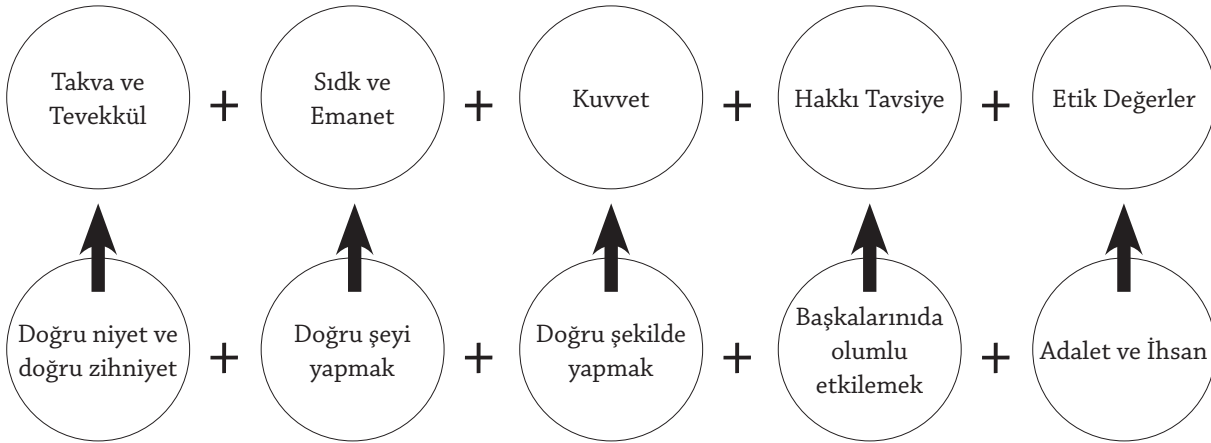 Takva ve
Tevekkül
+
Sıdk ve
Emanet
+
Kuvvet
+
Hakkı Tavsiye
+
Etik Değerler
Doğru niyet ve
doğru zihniyet
+
Doğru şeyi
yapmak
+
Doğru şekilde
yapmak
+
Başkalarınıda
olumlu
etkilemek
+
Adalet ve İhsan